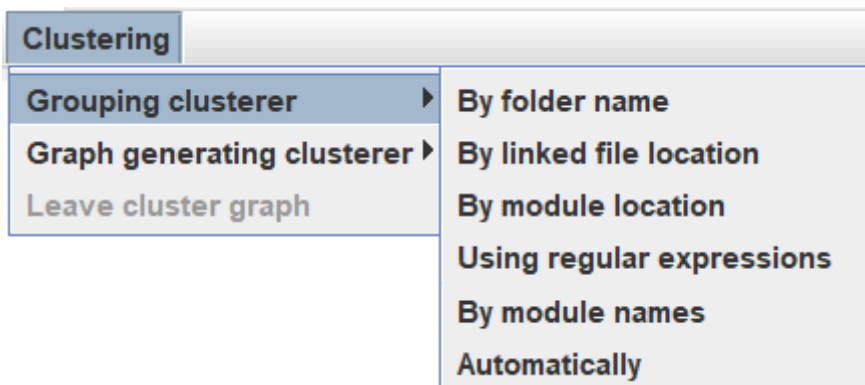 Clustering
Grouping clusterer
Graph generating clusterer
Leave cluster graph
By folder name
By linked file location
By module location
Using regular expressions
By module names
Automatically